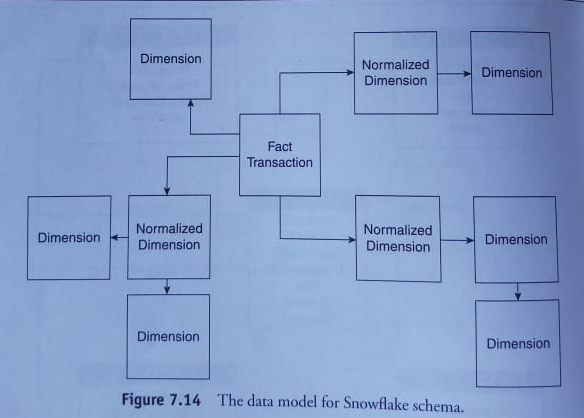 Dimension
Normalized
Dimension
Dimension
Fact
Transaction
Dimension
Normalized
Dimension
Normalized
Dimension
Dimension
Dimension
Dimension
Figure 7.14 The data model for Snowflake schema.